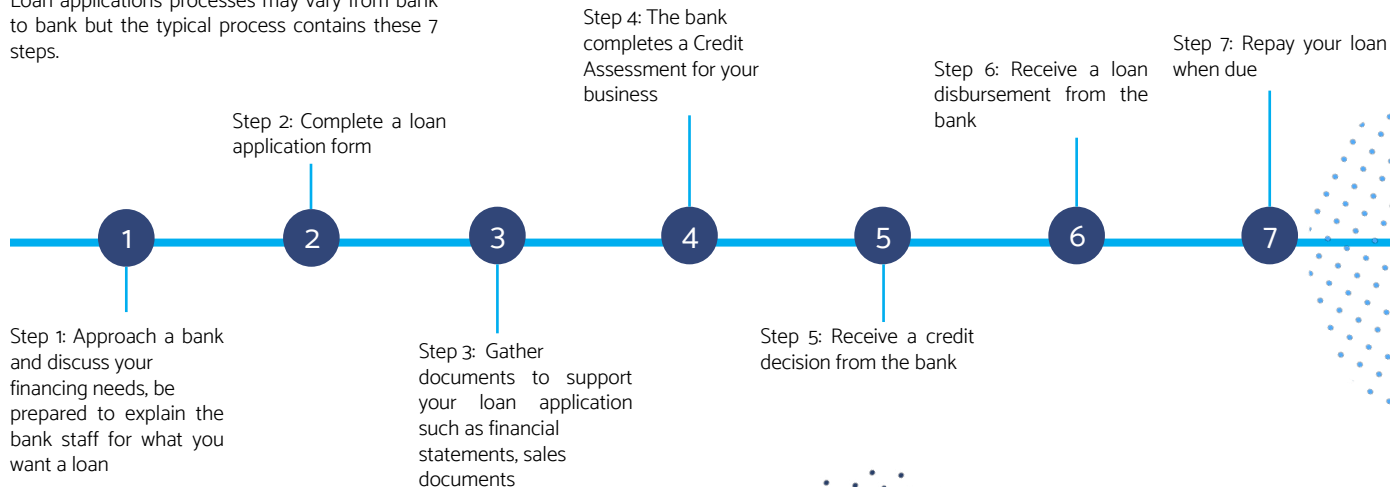 Loan applications processes may vary from bank
to bank but the typical process contains these 7
steps.
Step 4: The bank
completes a Credit
Assessment for your
business
Step 7: Repay your loan
when due
Step 6: Receive a loan
disbursement from the
bank
Step 2: Complete a loan
application form
1
2
3
4
5
6
7
Step 1: Approach a bank
and discuss your
financing needs, be
prepared to explain the
bank staff for what you
want a loan
Step 3: Gather
documents to support
your loan application
such as financial
statements, sales
documents
Step 5: Receive a credit
decision from the bank